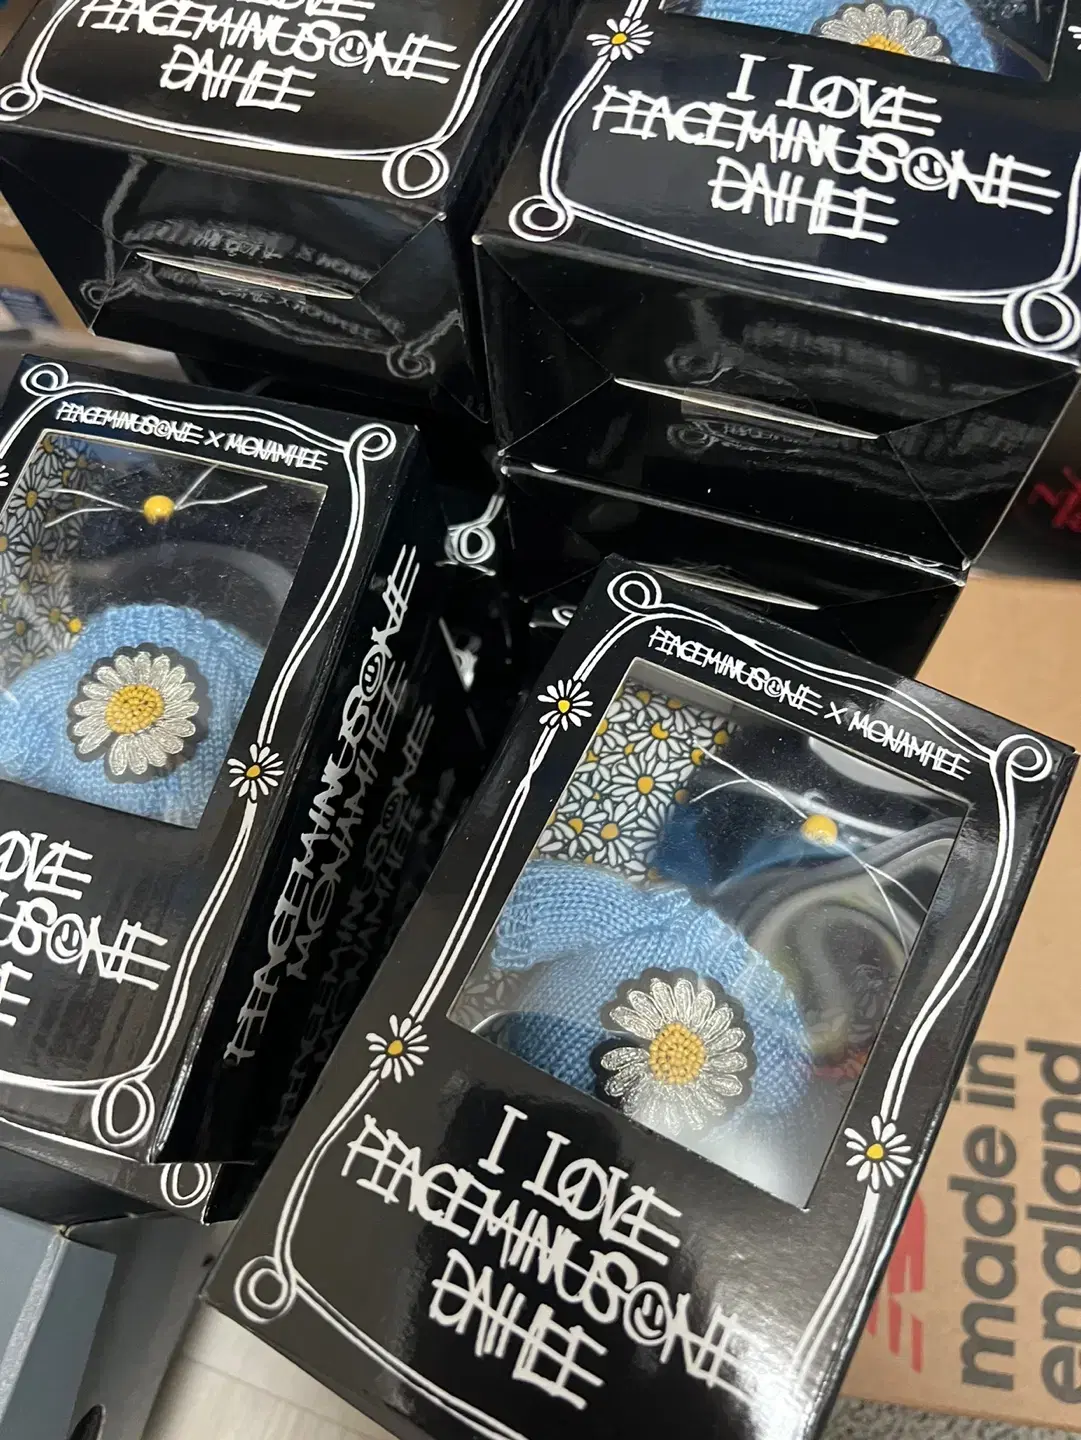 LOVE
PEACEMINUSONE
DAIHEE
I LOVE
PEACEMINUSONE
DAIHEE
PEACEMINUSONE X MONAMHEE
OVE
USONE
E
PEACEMINUSONE
MONAMHEE
PEACEMINUSONE X MONAMHEE
I LOVE
PEACEMINUSONE
DAIHEE
made in
england